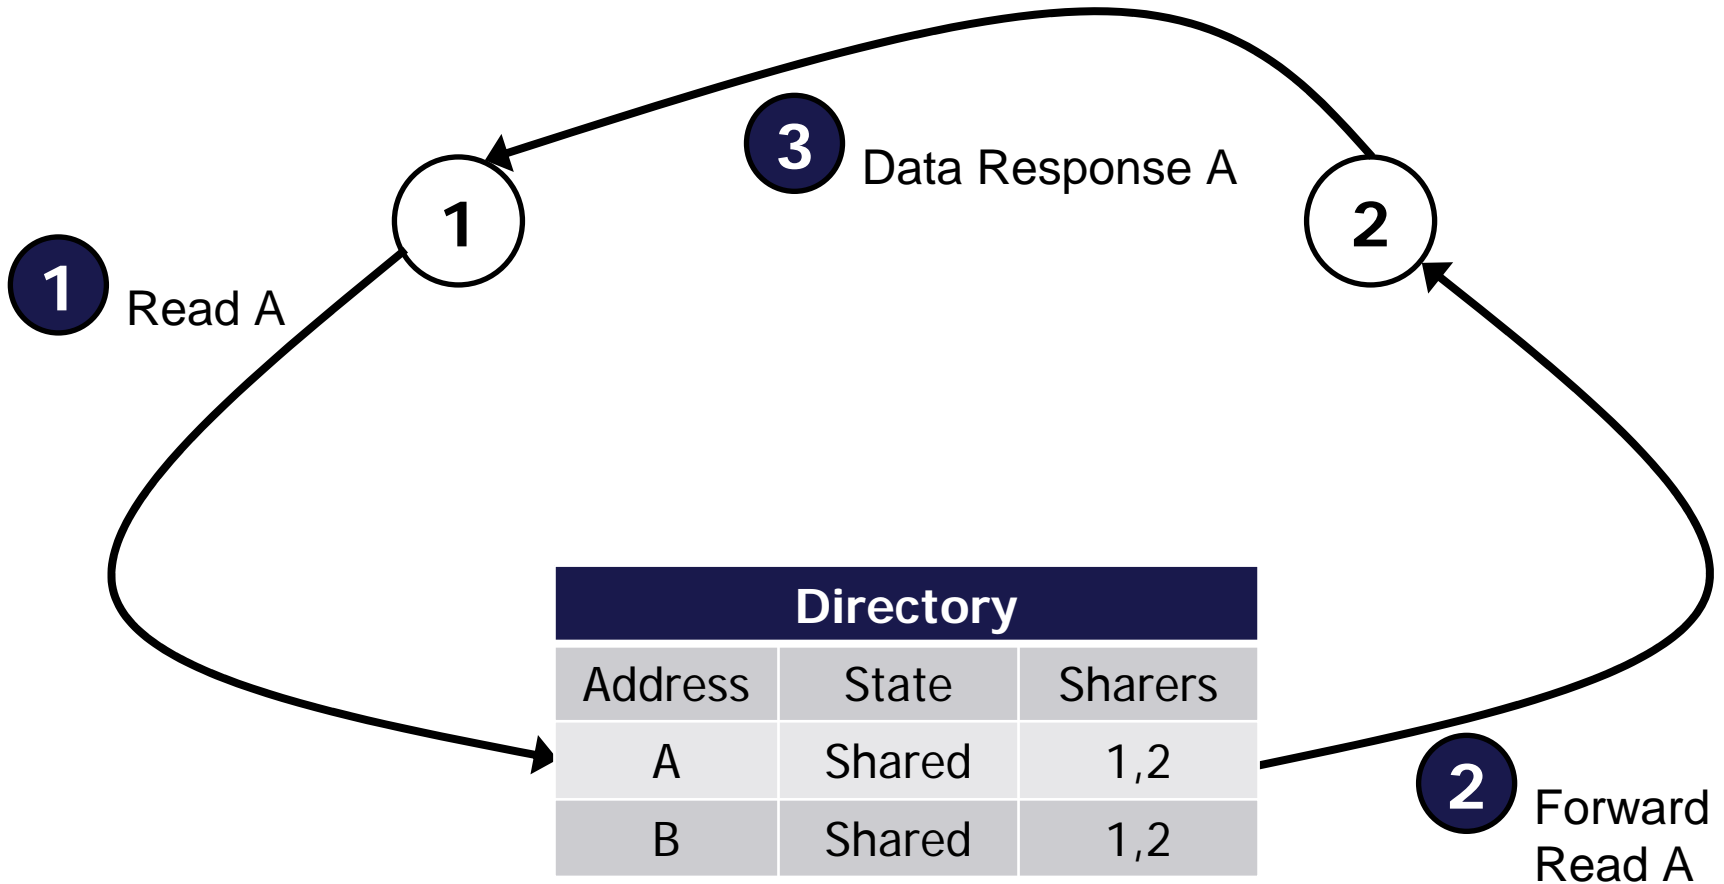 3
Data Response A
1
2
1
Read A
Directory
Address State Sharers
A Shared 1,2
B Shared 1,2
2
Forward
Read A